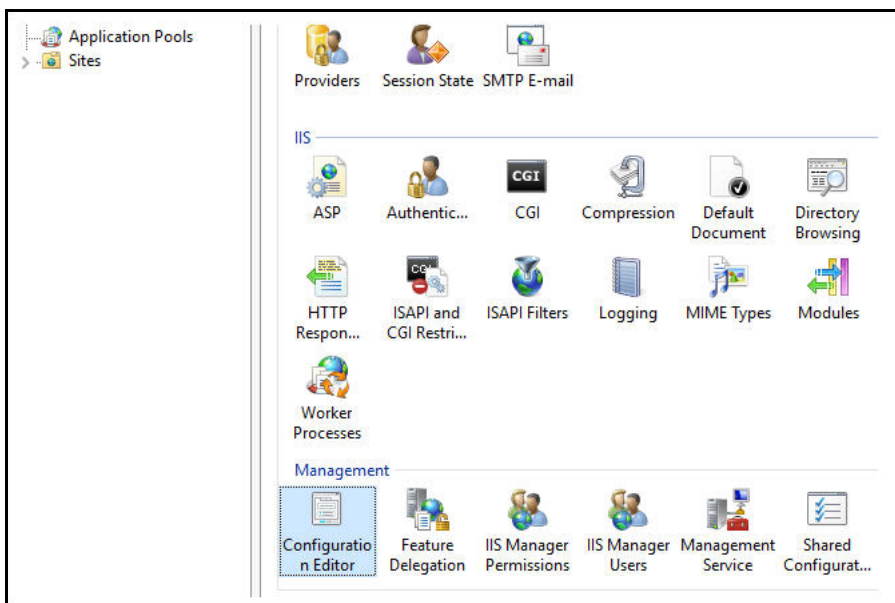 Application Pools
Sites
Providers
Session State
SMTP E-mail
IIS
ASP
Authentic...
CGI
CGI
Compression
Default
Document
Directory
Browsing
CGI
HTTP
Respon...
ISAPI and
CGI Restri...
ISAPI Filters
Logging
MIME Types
Modules
Worker
Processes
Management
Configuratio
n Editor
Feature
Delegation
IIS Manager
Permissions
IIS Manager
Users
Management
Service
Shared
Configurat...